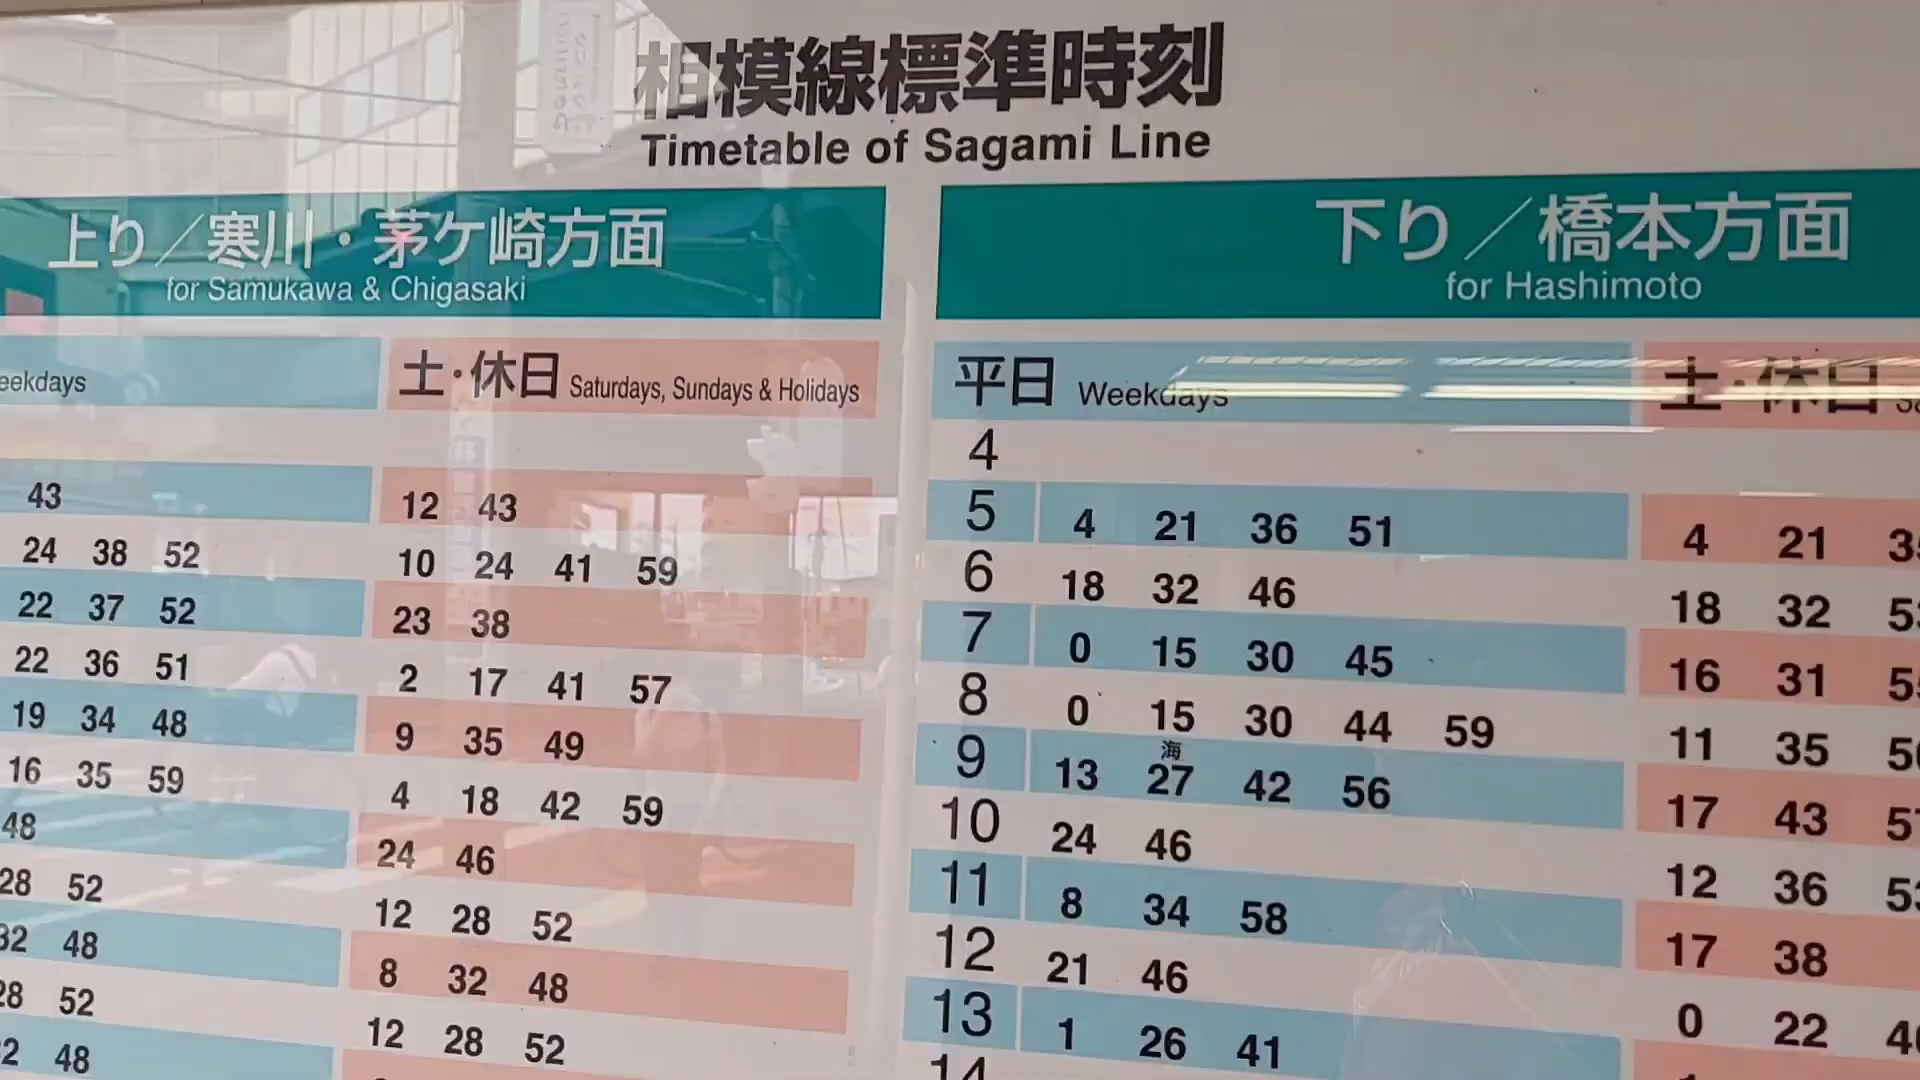 相模線標準時刻
Timetable of Sagami Line
上り／寒川・茅ケ崎方面
for Samukawa & Chigasaki
下り／橋本方面
for Hashimoto
土・休日 Saturdays, Sundays & Holidays
平日 Weekdays
土・休日
43
24 38 52
22 37 52
22 36 51
19 34 48
16 35 59
48
28 52
32 48
28 52
48
12 43
10 24 41 59
23 38
2 17 41 57
9 35 49
4 18 42 59
24 46
12 28 52
8 32 48
12 28 52
4
5 4 21 36 51
6 18 32 46
7 0 15 30 45
8 0 15 30 44 59
海
9 13 27 42 56
10 24 46
11 8 34 58
12 21 46
13 1 26 41
14
4 21
18 32
16 31
11 35
17 43
12 36
17 38
0 22